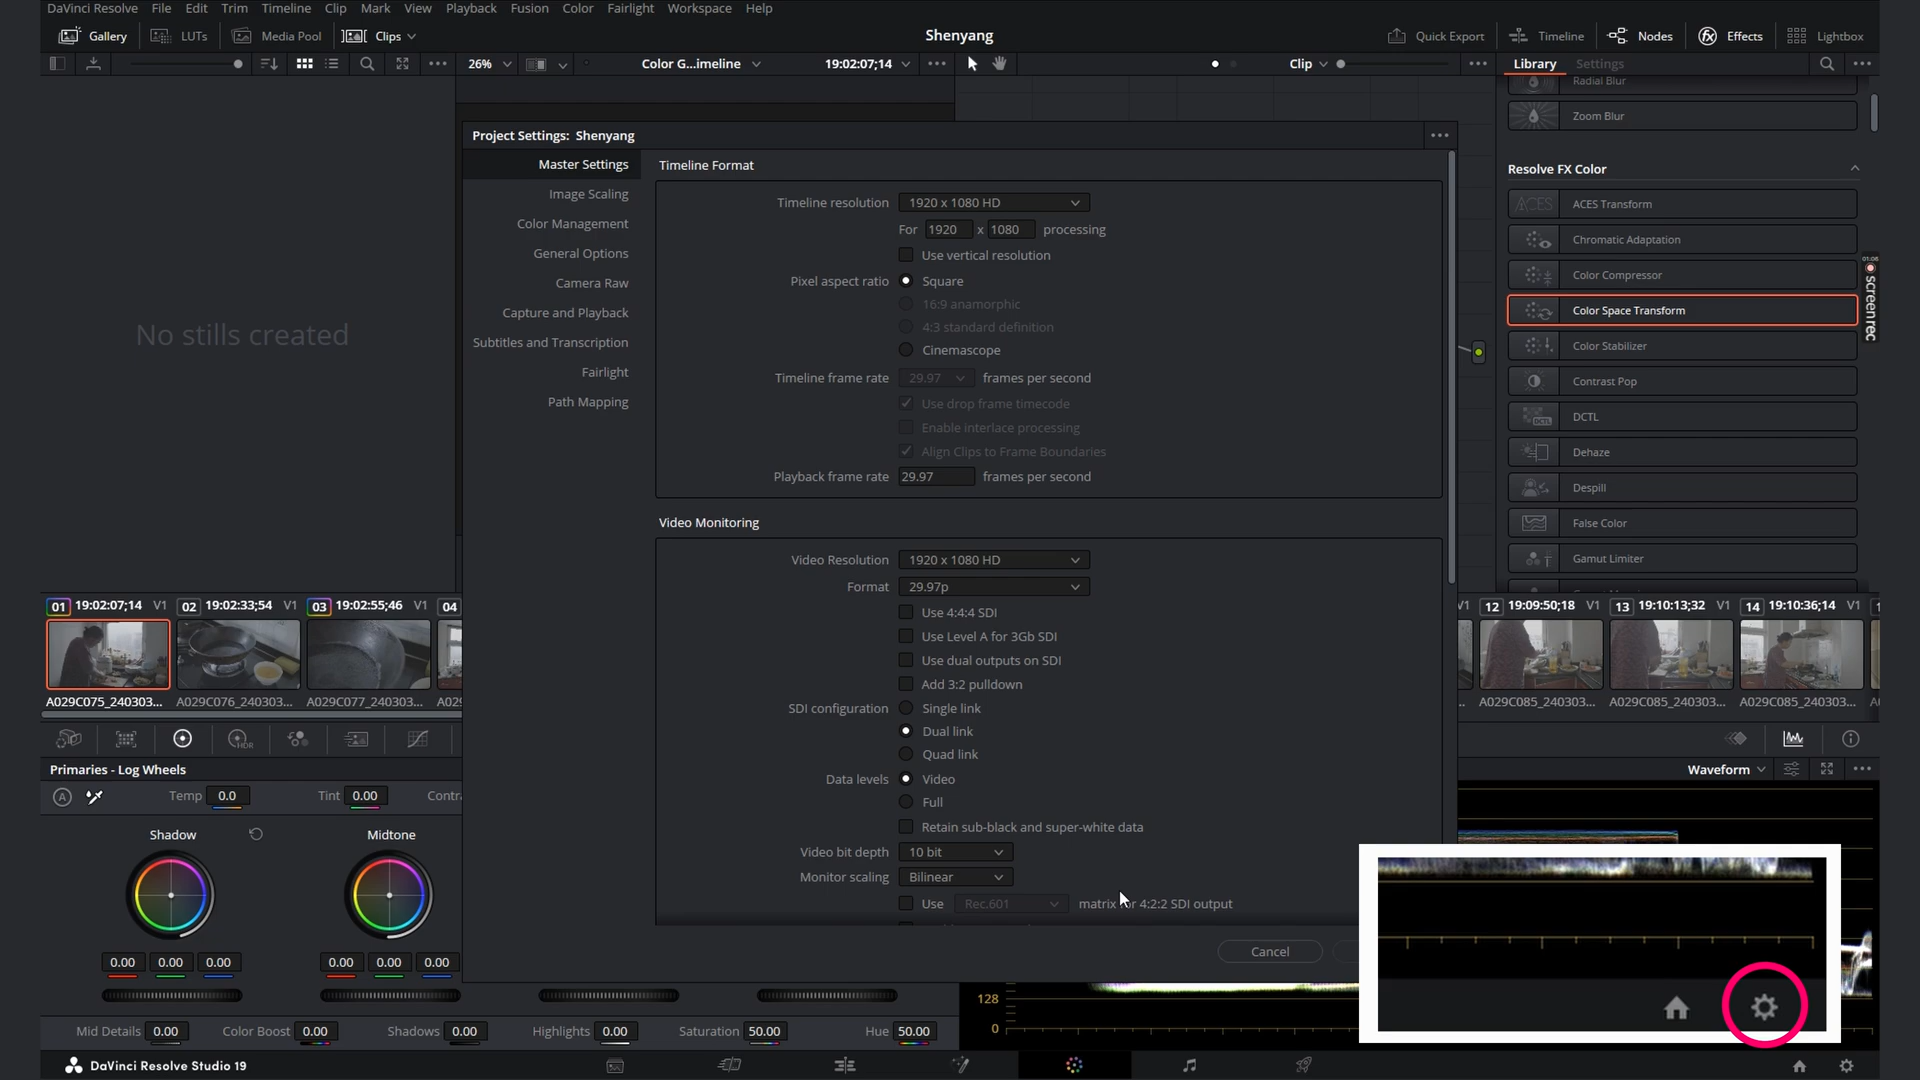 DaVinci Resolve File Edit Trim Timeline Clip Mark View Playback Fusion Color Fairlight Workspace Help
Gallery LUTs Media Pool Clips Shenyang Quick Export Timeline Nodes Effects Lightbox
26% Color G...imeline 19:02:07;14 Clip Library Settings
Radial Blur
Zoom Blur
Resolve FX Color
ACES ACES Transform
Chromatic Adaptation
Color Compressor
Color Space Transform
Color Stabilizer
Contrast Pop
DCTL DCTL
Dehaze
Despill
False Color
Gamut Limiter
01:06
screen rec
No stills created
Project Settings: Shenyang
Master Settings
Image Scaling
Color Management
General Options
Camera Raw
Capture and Playback
Subtitles and Transcription
Fairlight
Path Mapping
Timeline Format
Timeline resolution 1920 x 1080 HD
For 1920 x 1080 processing
Use vertical resolution
Pixel aspect ratio Square
16:9 anamorphic
4:3 standard definition
Cinemascope
Timeline frame rate 29.97 frames per second
Use drop frame timecode
Enable interlace processing
Align Clips to Frame Boundaries
Playback frame rate 29.97 frames per second
Video Monitoring
Video Resolution 1920 x 1080 HD
Format 29.97p
Use 4:4:4 SDI
Use Level A for 3Gb SDI
Use dual outputs on SDI
Add 3:2 pulldown
SDI configuration Single link
Dual link
Quad link
Data levels Video
Full
Retain sub-black and super-white data
Video bit depth 10 bit
Monitor scaling Bilinear
Use Rec.601 matrix for 4:2:2 SDI output
Cancel
01 19:02:07;14 V1 02 19:02:33;54 V1 03 19:02:55;46 V1 04
A029C075_240303... A029C076_240303... A029C077_240303... A029
V1 12 19:09:50;18 V1 13 19:10:13;32 V1 14 19:10:36;14 V1
A029C085_240303... A029C085_240303... A029C085_240303...
HDR
Primaries - Log Wheels
A Temp 0.0 Tint 0.00 Contr
Shadow Midtone
0.00 0.00 0.00 0.00 0.00 0.00
Mid Details 0.00 Color Boost 0.00 Shadows 0.00 Highlights 0.00 Saturation 50.00 Hue 50.00
Waveform
128
0
DaVinci Resolve Studio 19